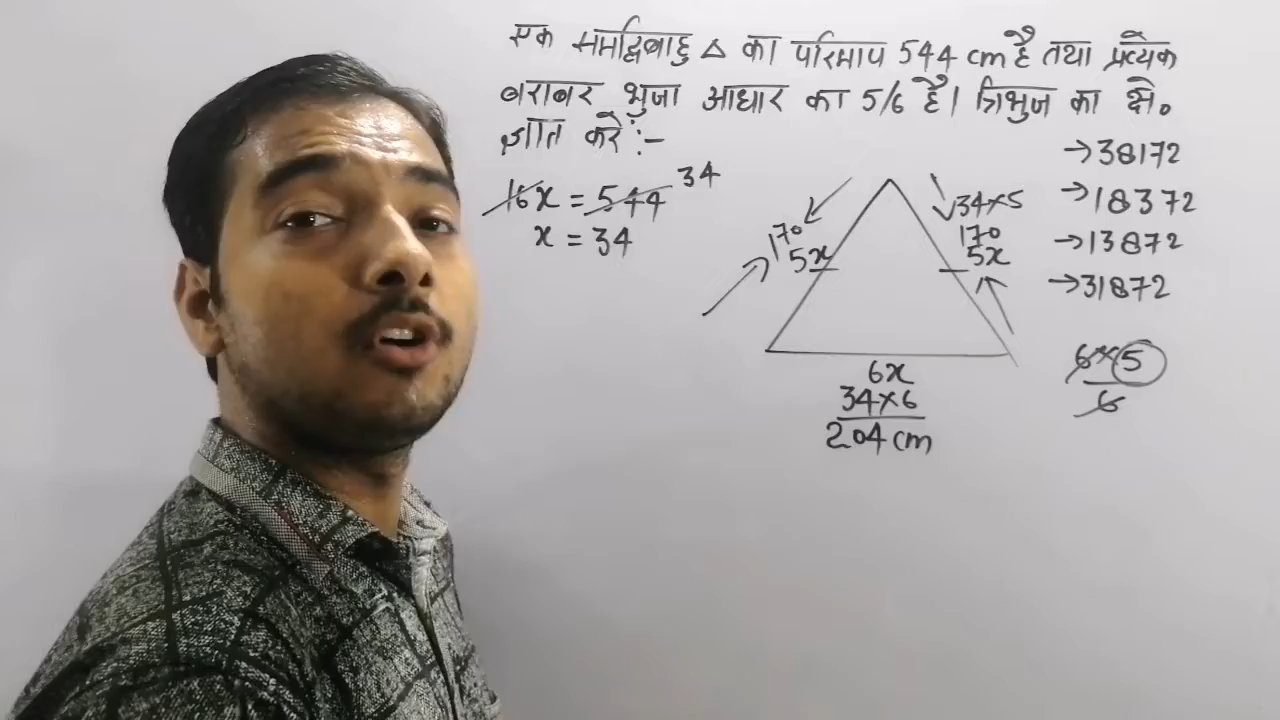 एक समद्विबाहु Δ का परिमाप 544 cm है तथा प्रत्येक
बराबर भुजा आधार का 5/6 है। त्रिभुज का क्षे०
ज्ञात करें:-
→38172
→18372
→13872
→31872
16x = 544 34
x = 34
170
5x
34×5
170
5x
6x
34×6
204 cm
6×5
6